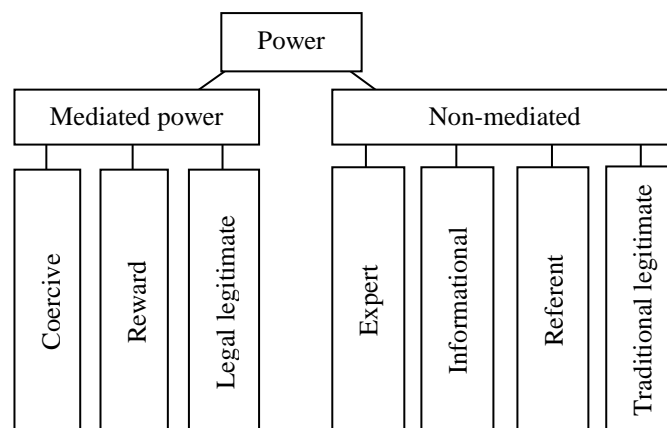 Power
Mediated power
Non-mediated
Coercive
Reward
Legal legitimate
Expert
Informational
Referent
Traditional legitimate